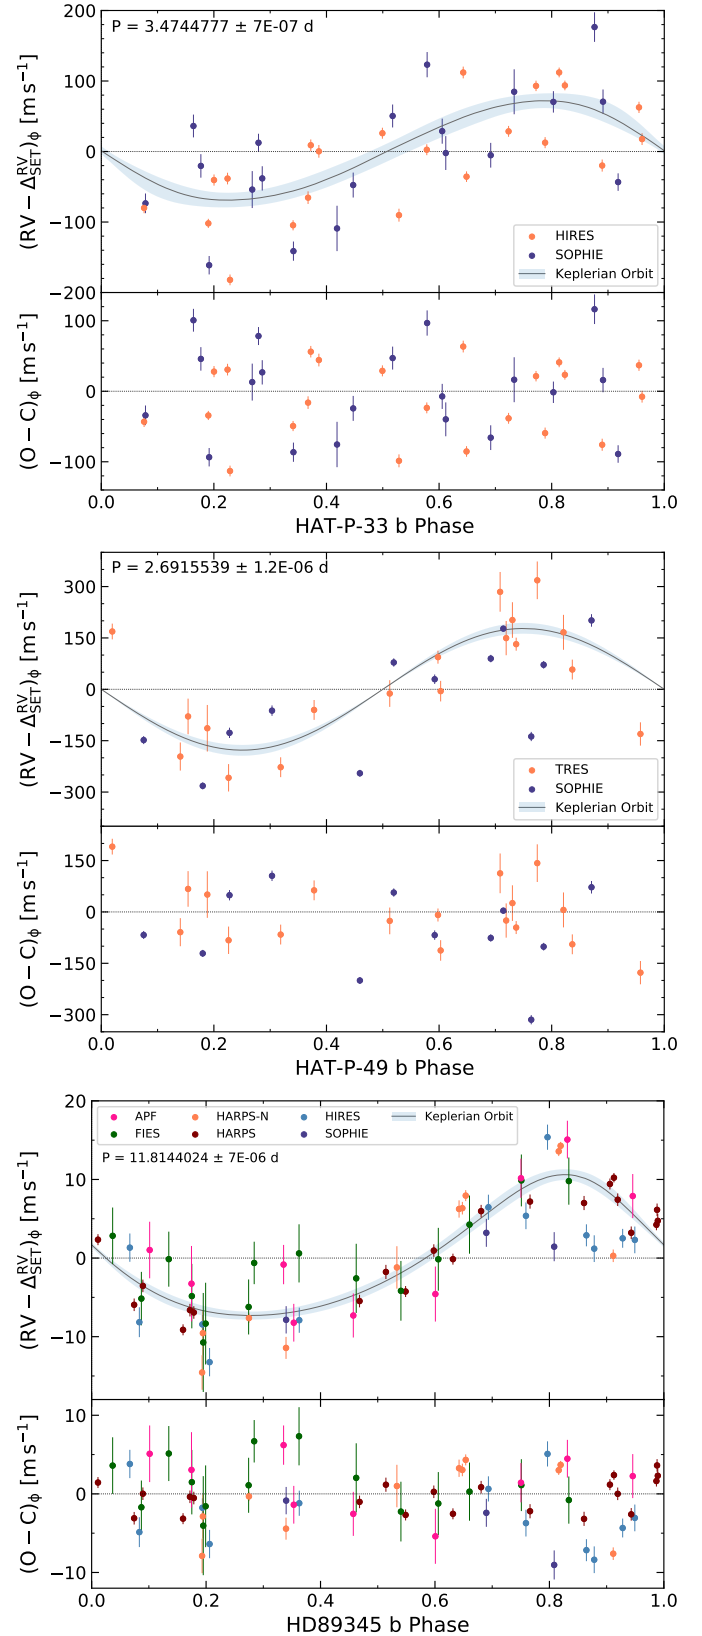 P = 3.4744777 ± 7E-07 d
200
100
0
−100
−200
(RV − Δ^RV_SET)_ϕ [m s⁻¹]
HIRES
SOPHIE
Keplerian Orbit
100
0
−100
(O − C)_ϕ [m s⁻¹]
0.0 0.2 0.4 0.6 0.8 1.0
HAT-P-33 b Phase
P = 2.6915539 ± 1.2E-06 d
300
150
0
−150
−300
(RV − Δ^RV_SET)_ϕ [m s⁻¹]
TRES
SOPHIE
Keplerian Orbit
150
0
−150
−300
(O − C)_ϕ [m s⁻¹]
0.0 0.2 0.4 0.6 0.8 1.0
HAT-P-49 b Phase
20
10
0
−10
(RV − Δ^RV_SET)_ϕ [m s⁻¹]
APF HARPS-N HIRES Keplerian Orbit
FIES HARPS SOPHIE
P = 11.8144024 ± 7E-06 d
10
0
−10
(O − C)_ϕ [m s⁻¹]
0.0 0.2 0.4 0.6 0.8 1.0
HD89345 b Phase